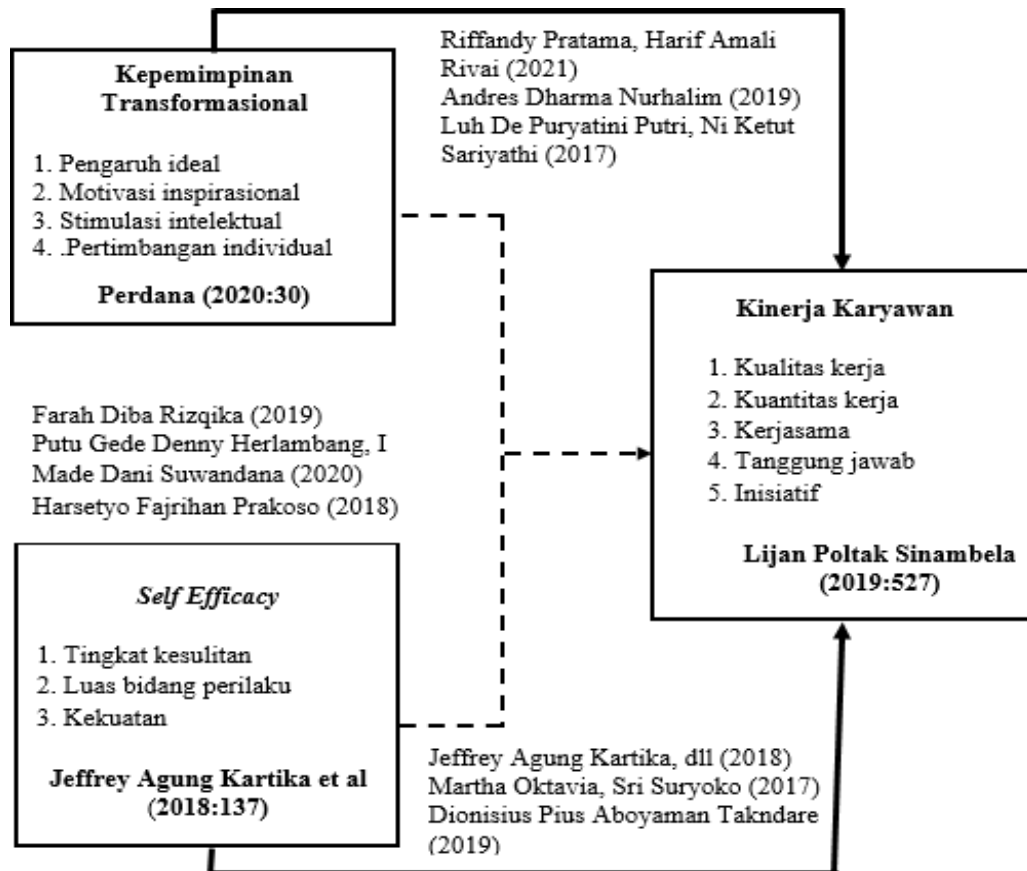 Kepemimpinan
Transformasional
1. Pengaruh ideal
2. Motivasi inspirasional
3. Stimulasi intelektual
4. .Pertimbangan individual
Perdana (2020:30)
Riffandy Pratama, Harif Amali
Rivai (2021)
Andres Dharma Nurhalim (2019)
Luh De Puryatini Putri, Ni Ketut
Sariyathi (2017)
Farah Diba Rizqika (2019)
Putu Gede Denny Herlambang, I
Made Dani Suwandana (2020)
Harsetyo Fajrihan Prakoso (2018)
Kinerja Karyawan
1. Kualitas kerja
2. Kuantitas kerja
3. Kerjasama
4. Tanggung jawab
5. Inisiatif
Lijan Poltak Sinambela
(2019:527)
Self Efficacy
1. Tingkat kesulitan
2. Luas bidang perilaku
3. Kekuatan
Jeffrey Agung Kartika et al
(2018:137)
Jeffrey Agung Kartika, dll (2018)
Martha Oktavia, Sri Suryoko (2017)
Dionisius Pius Aboyaman Takndare
(2019)